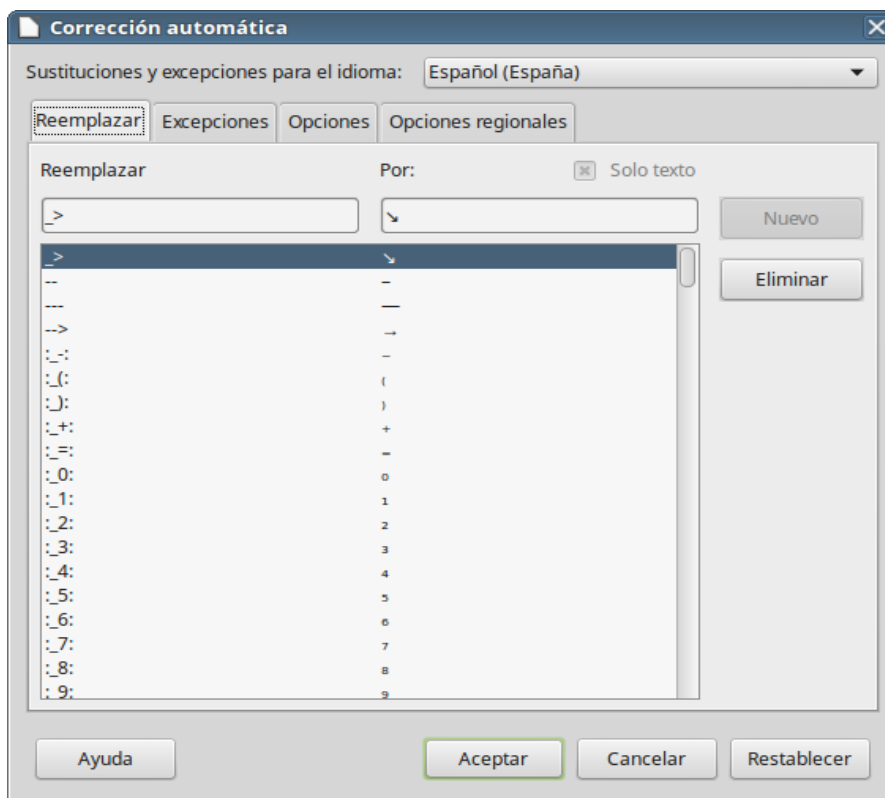 Corrección automática
Sustituciones y excepciones para el idioma: Español (España)
Reemplazar Excepciones Opciones Opciones regionales
Reemplazar Por: Solo texto
_> ↘ Nuevo
_> ↘
-- –
--- —
--> →
:_-: ₋
:_(: ₍
:_): ₎
:_+: ₊
:_=: ₌
:_0: ₀
:_1: ₁
:_2: ₂
:_3: ₃
:_4: ₄
:_5: ₅
:_6: ₆
:_7: ₇
:_8: ₈
:_9: ₉
Eliminar
Ayuda Aceptar Cancelar Restablecer